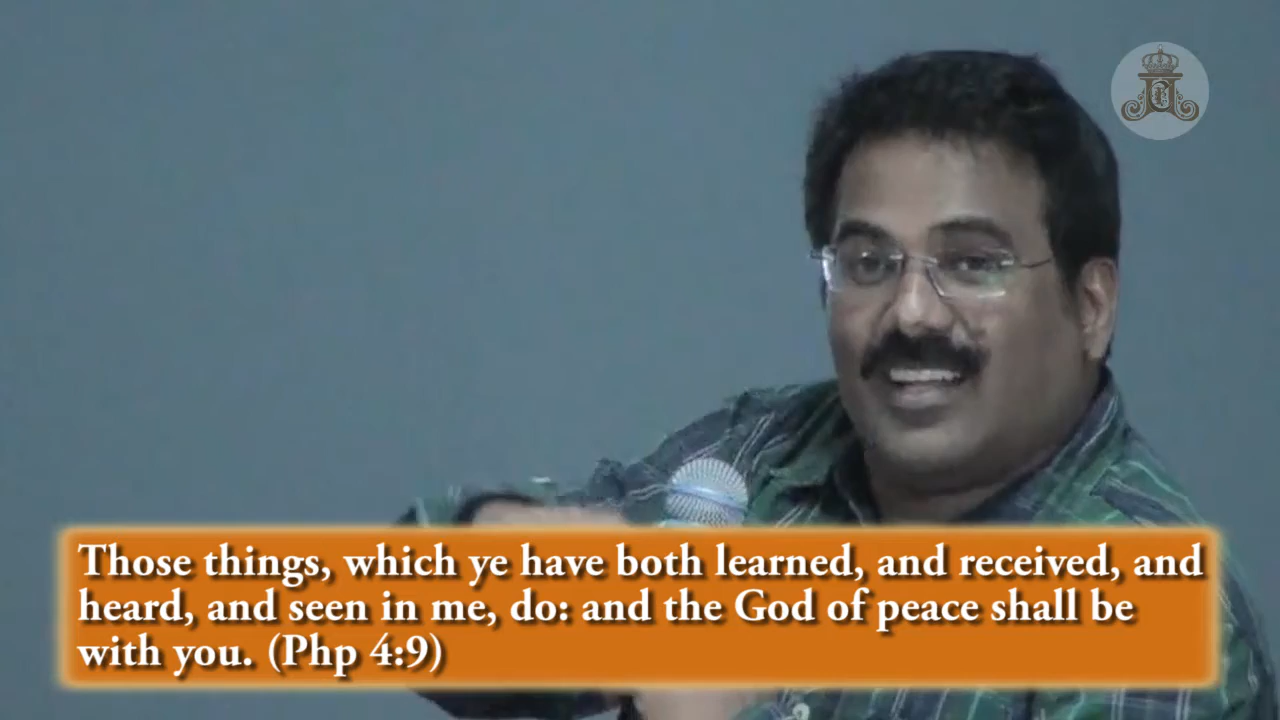 Those things, which ye have both learned, and received, and
heard, and seen in me, do: and the God of peace shall be
with you. (Php 4:9)